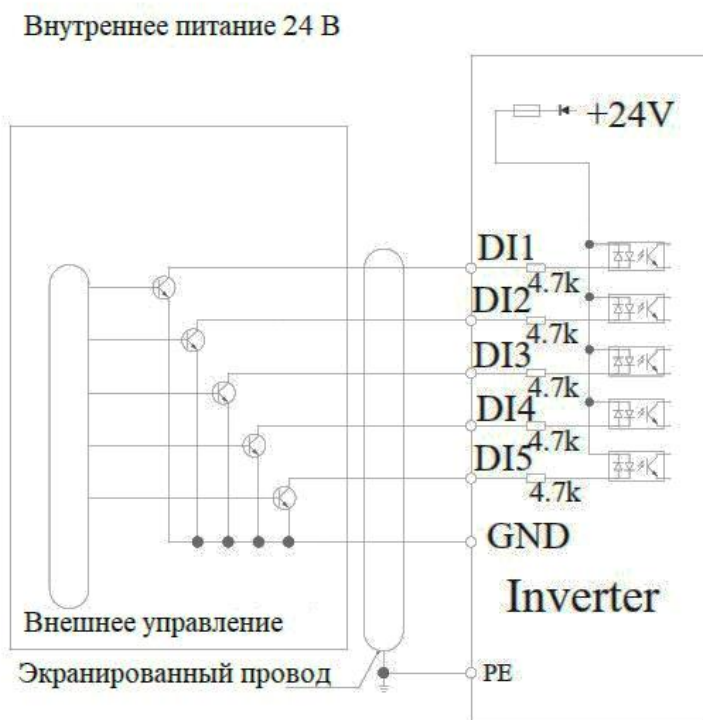 Внутреннее питание 24 В
+24V
DI1
4.7k
DI2
4.7k
DI3
4.7k
DI4
4.7k
DI5
4.7k
GND
Inverter
Внешнее управление
Экранированный провод
PE